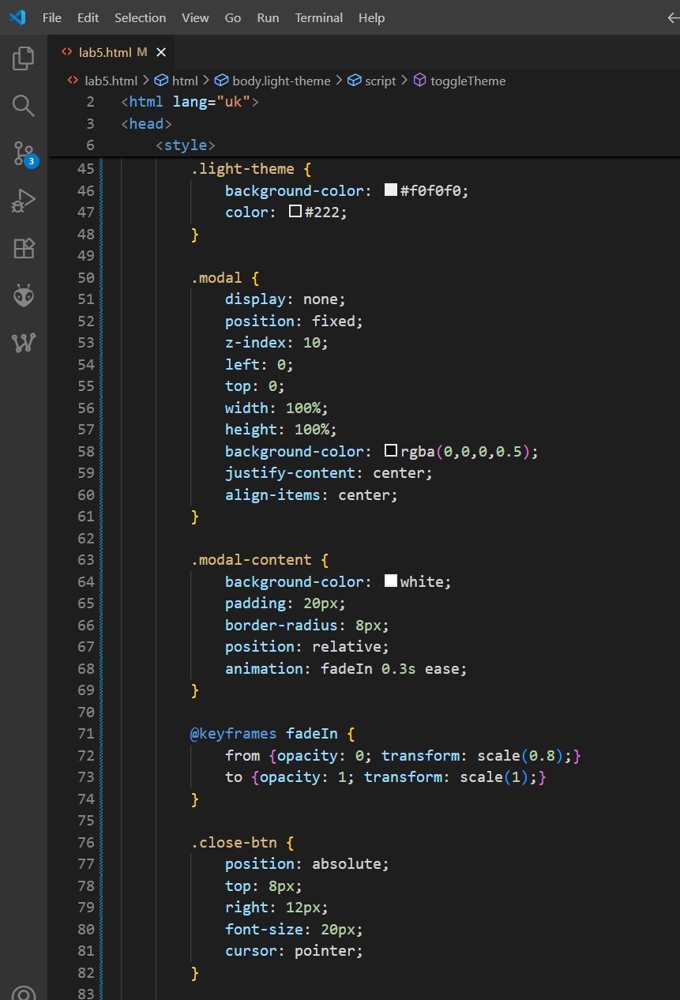 File Edit Selection View Go Run Terminal Help
lab5.html M
lab5.html > html > body.light-theme > script > toggleTheme
2 <html lang="uk">
3 <head>
6 <style>
45 .light-theme {
46 background-color: #f0f0f0;
47 color: #222;
48 }
49
50 .modal {
51 display: none;
52 position: fixed;
53 z-index: 10;
54 left: 0;
55 top: 0;
56 width: 100%;
57 height: 100%;
58 background-color: rgba(0,0,0,0.5);
59 justify-content: center;
60 align-items: center;
61 }
62
63 .modal-content {
64 background-color: white;
65 padding: 20px;
66 border-radius: 8px;
67 position: relative;
68 animation: fadeIn 0.3s ease;
69 }
70
71 @keyframes fadeIn {
72 from {opacity: 0; transform: scale(0.8);}
73 to {opacity: 1; transform: scale(1);}
74 }
75
76 .close-btn {
77 position: absolute;
78 top: 8px;
79 right: 12px;
80 font-size: 20px;
81 cursor: pointer;
82 }
83
3